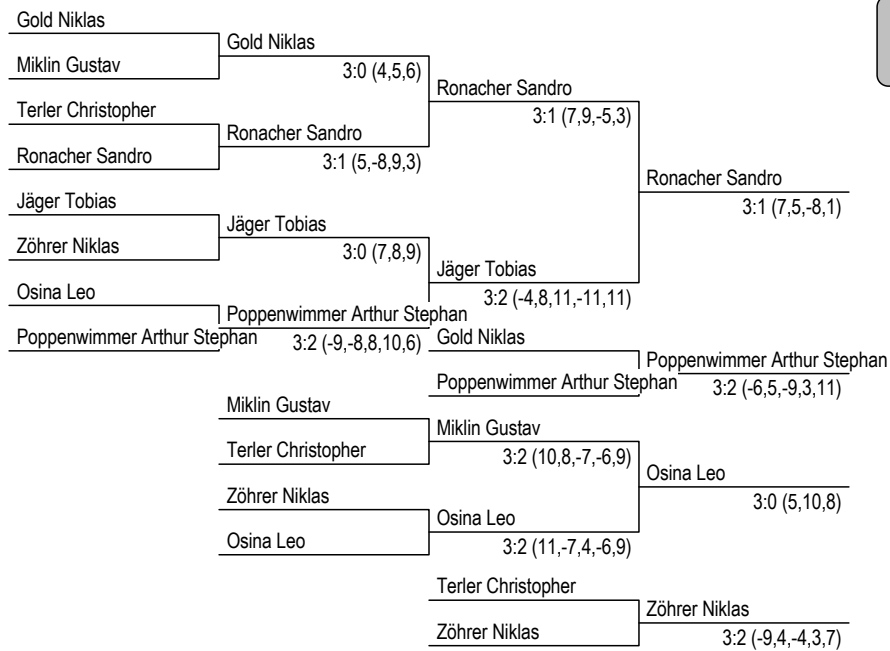 Gold Niklas
Gold Niklas
Miklin Gustav
3:0 (4,5,6)
Ronacher Sandro
Terler Christopher
3:1 (7,9,-5,3)
Ronacher Sandro
Ronacher Sandro
3:1 (5,-8,9,3)
Ronacher Sandro
Jäger Tobias
3:1 (7,5,-8,1)
Jäger Tobias
Zöhrer Niklas
3:0 (7,8,9)
Jäger Tobias
Osina Leo
3:2 (-4,8,11,-11,11)
Poppenwimmer Arthur Stephan
Poppenwimmer Arthur Stephan
3:2 (-9,-8,8,10,6)
Gold Niklas
Poppenwimmer Arthur Stephan
Poppenwimmer Arthur Stephan
3:2 (-6,5,-9,3,11)
Miklin Gustav
Miklin Gustav
Terler Christopher
3:2 (10,8,-7,-6,9)
Osina Leo
Zöhrer Niklas
3:0 (5,10,8)
Osina Leo
Osina Leo
3:2 (11,-7,4,-6,9)
Terler Christopher
Zöhrer Niklas
Zöhrer Niklas
3:2 (-9,4,-4,3,7)